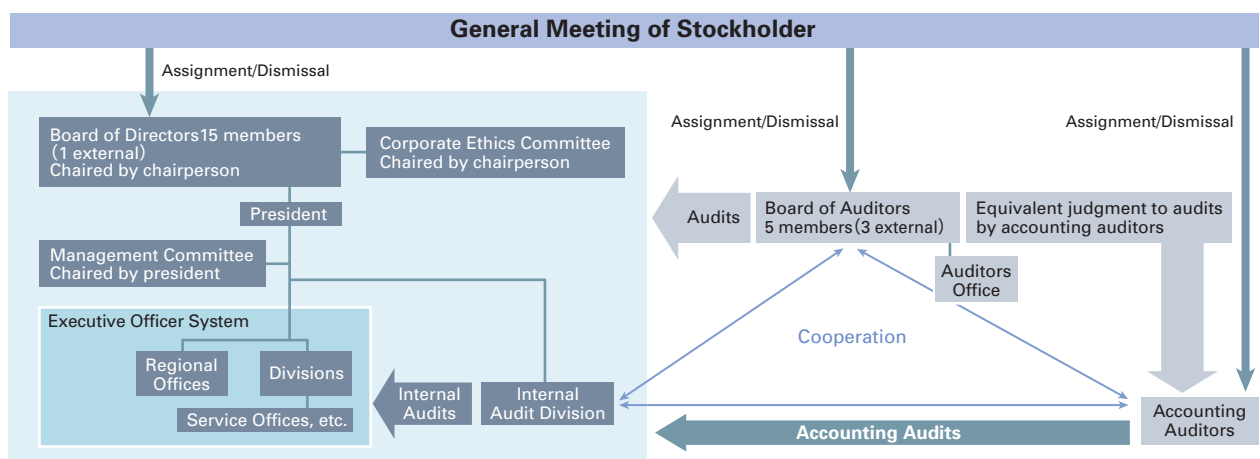 General Meeting of Stockholder
Assignment/Dismissal
Assignment/Dismissal
Assignment/Dismissal
Board of Directors15 members
(1 external)
Chaired by chairperson
Corporate Ethics Committee
Chaired by chairperson
President
Management Committee
Chaired by president
Executive Officer System
Regional
Offices
Divisions
Service Offices, etc.
Internal
Audits
Internal
Audit Division
Audits
Board of Auditors
5 members(3 external)
Equivalent judgment to audits
by accounting auditors
Auditors
Office
Cooperation
Accounting Audits
Accounting
Auditors